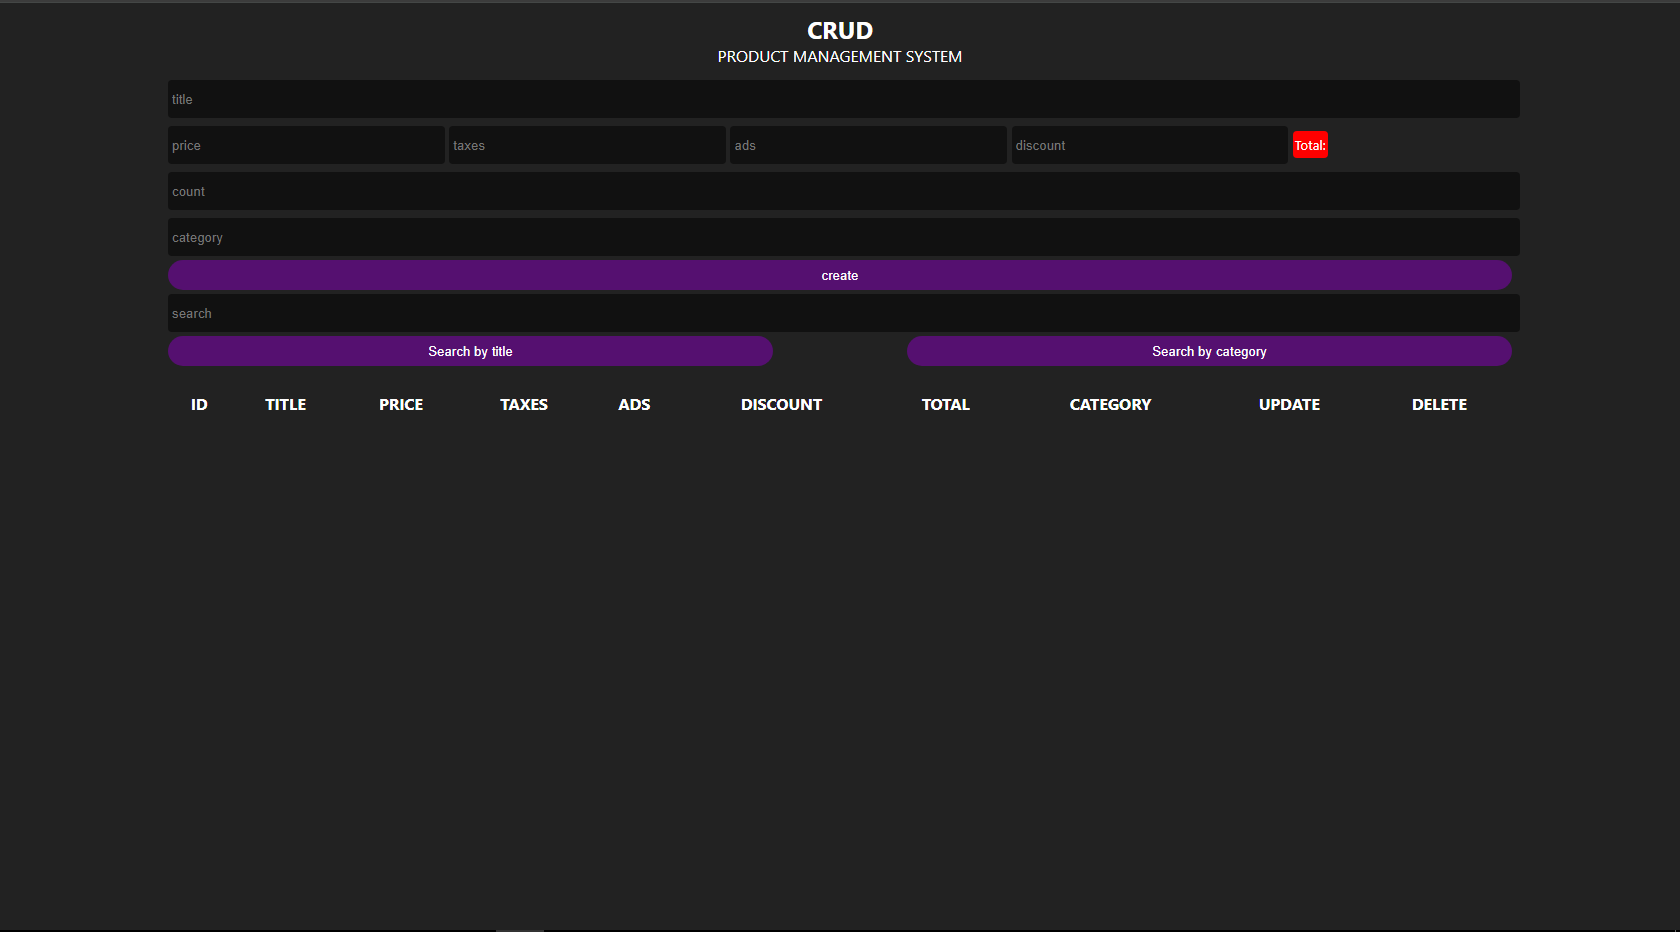 CRUD
PRODUCT MANAGEMENT SYSTEM
title
price taxes ads discount Total:
count
category
create
search
Search by title Search by category
ID TITLE PRICE TAXES ADS DISCOUNT TOTAL CATEGORY UPDATE DELETE